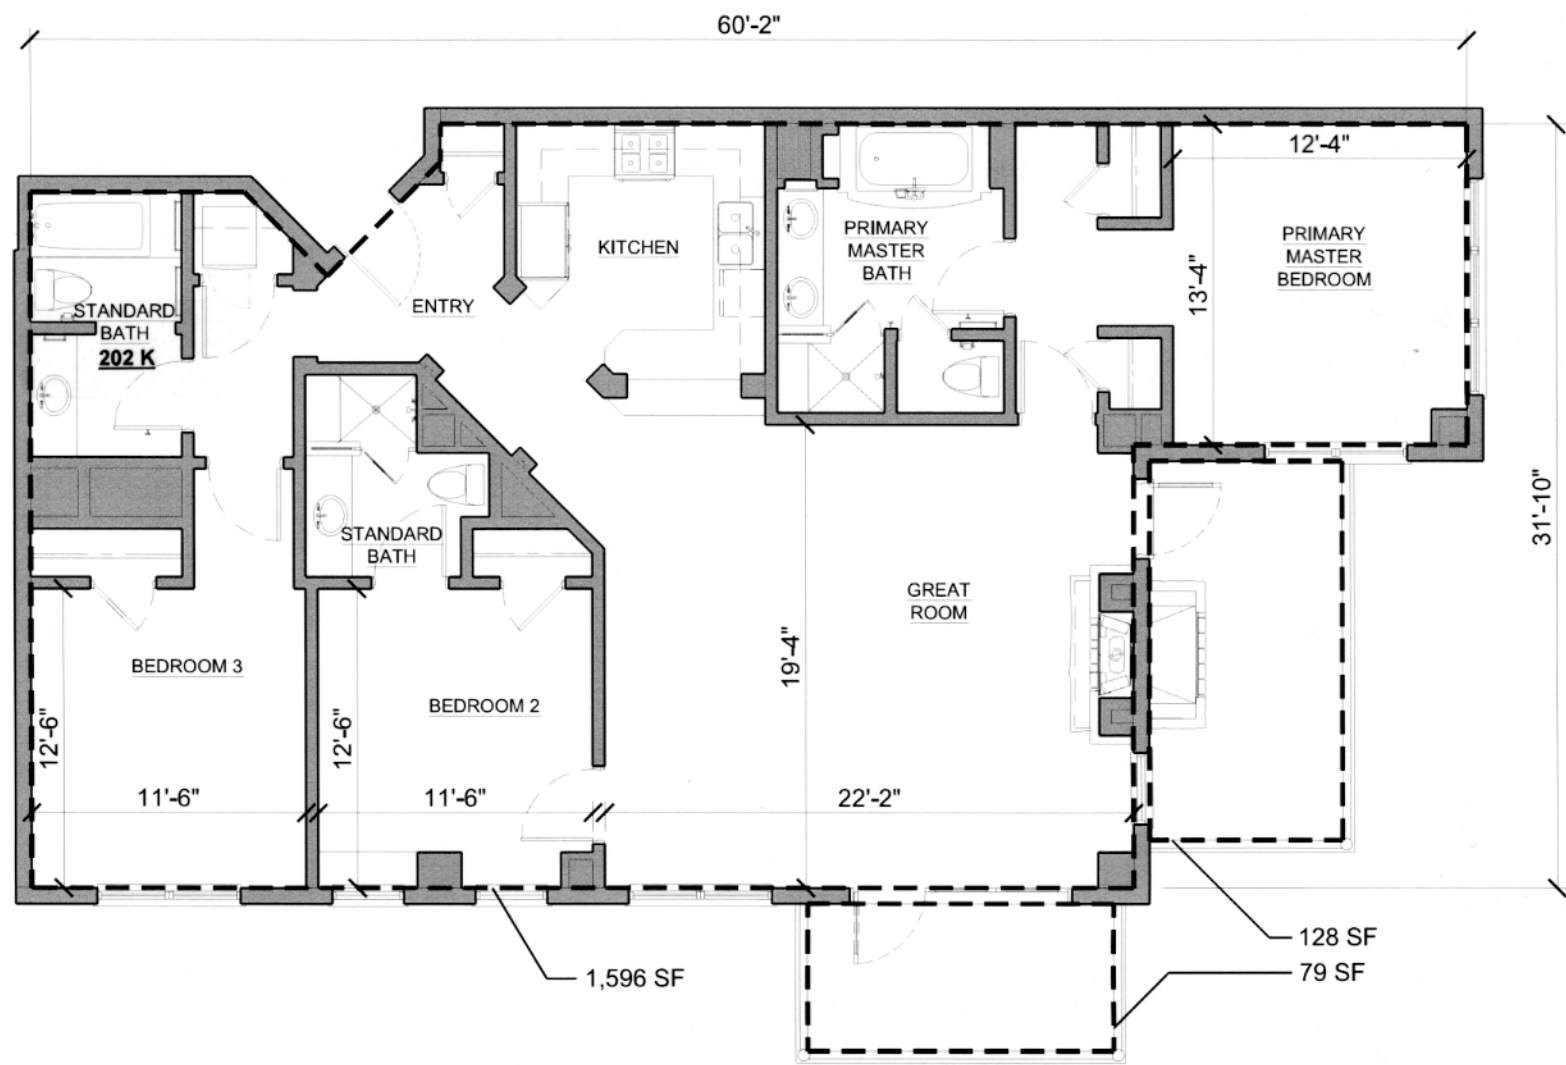 60'-2"
12'-4"
KITCHEN
PRIMARY
MASTER
BATH
PRIMARY
MASTER
BEDROOM
13'-4"
ENTRY
STANDARD
BATH
202 K
31'-10"
STANDARD
BATH
GREAT
ROOM
19'-4"
BEDROOM 3
BEDROOM 2
12'-6"
12'-6"
11'-6"
11'-6"
22'-2"
128 SF
79 SF
1,596 SF